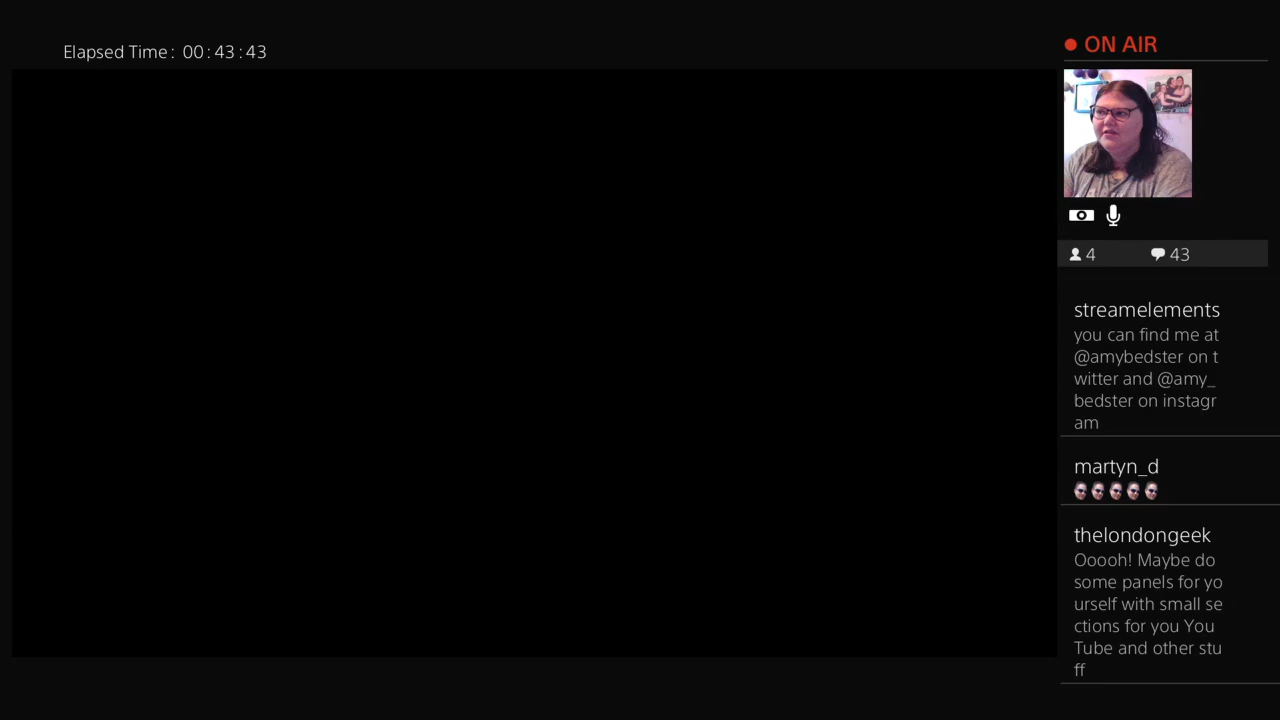 Elapsed Time: 00:43:43
ON AIR
4 43
streamelements
you can find me at
@amybedster on t
witter and @amy_
bedster on instagr
am
martyn_d
thelondongeek
Ooooh! Maybe do
some panels for yo
urself with small se
ctions for you You
Tube and other stu
ff